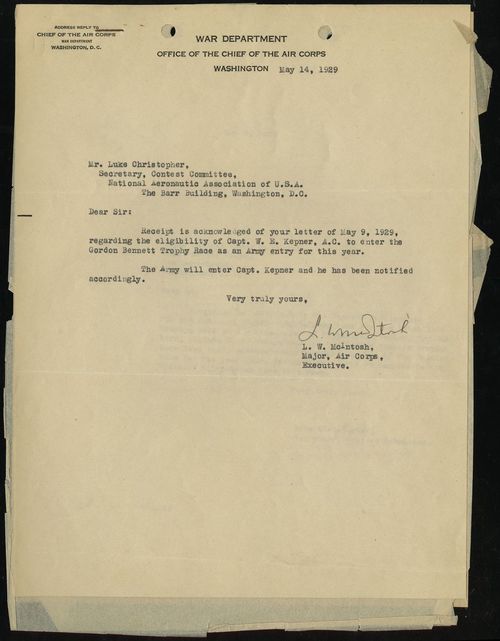 ADDRESS REPLY TO
CHIEF OF THE AIR CORPS
WAR DEPARTMENT
WASHINGTON, D. C.
WAR DEPARTMENT
OFFICE OF THE CHIEF OF THE AIR CORPS
WASHINGTON May 14, 1929
Mr. Luke Christopher,
Secretary, Contest Committee,
National Aeronautic Association of U.S.A.
The Barr Building, Washington, D.C.
Dear Sir:
Receipt is acknowledged of your letter of May 9, 1929,
regarding the eligibility of Capt. W. E. Kepner, A.C. to enter the
Gordon Bennett Trophy Race as an Army entry for this year.
The Army will enter Capt. Kepner and he has been notified
accordingly.
Very truly yours,
L W McIntosh
L. W. McIntosh,
Major, Air Corps,
Executive.